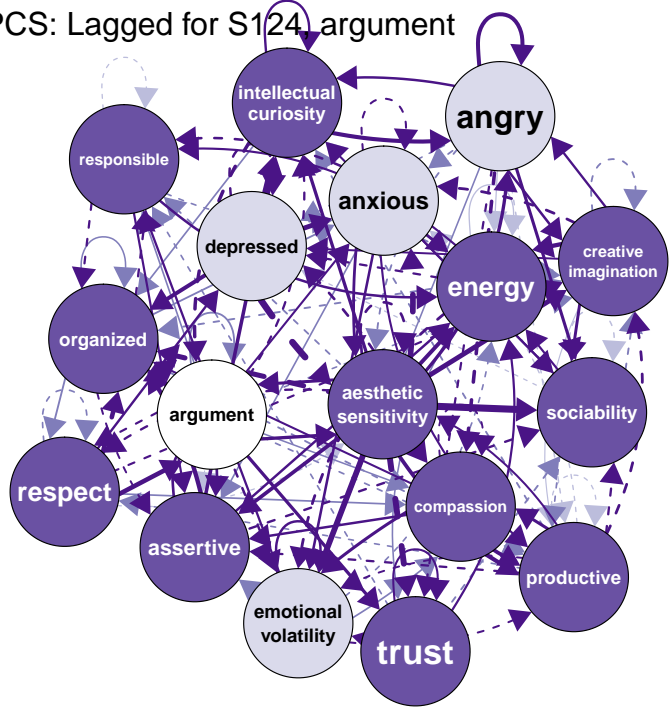 PCS: Lagged for S124, argument
intellectual
curiosity
angry
responsible
anxious
depressed
creative
imagination
energy
organized
argument
aesthetic
sensitivity
sociability
respect
compassion
assertive
productive
emotional
volatility
trust